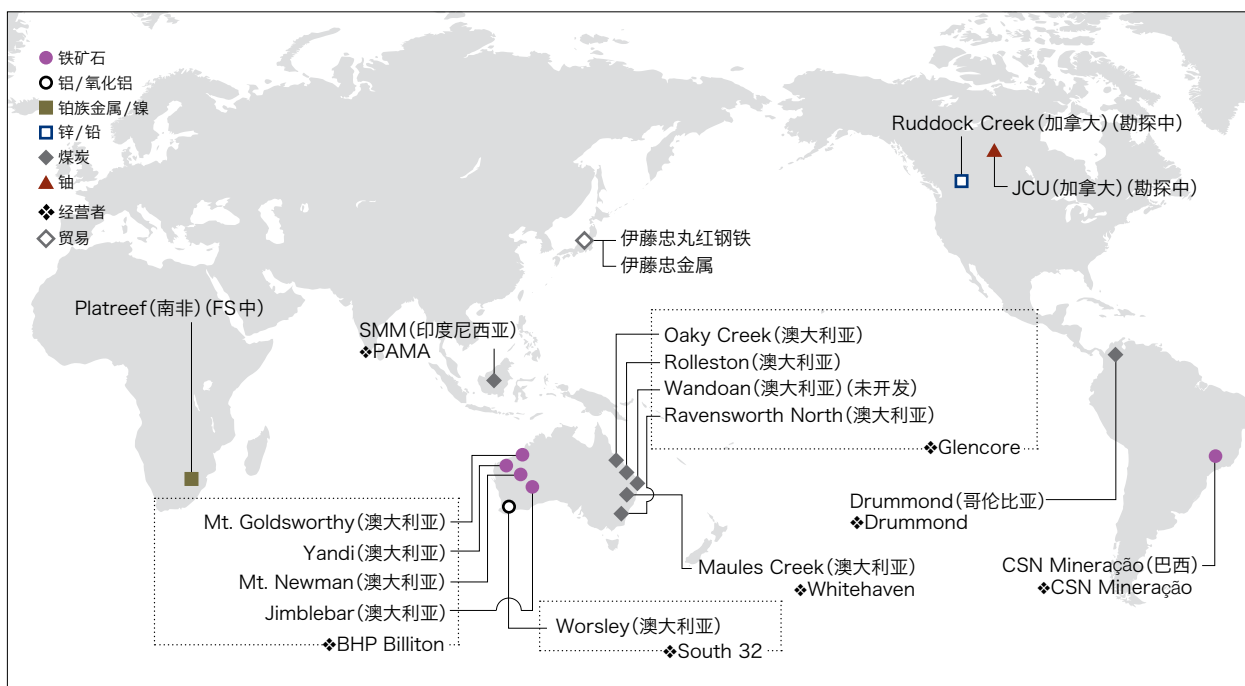 铁矿石
铝/氧化铝
铂族金属/镍
锌/铅
煤炭
铀
❖经营者
贸易
Ruddock Creek(加拿大)(勘探中)
JCU(加拿大)(勘探中)
伊藤忠丸红钢铁
伊藤忠金属
Platreef(南非)(FS中)
SMM(印度尼西亚)
❖PAMA
Oaky Creek(澳大利亚)
Rolleston(澳大利亚)
Wandoan(澳大利亚)(未开发)
Ravensworth North(澳大利亚)
❖Glencore
Drummond(哥伦比亚)
❖Drummond
CSN Mineração(巴西)
❖CSN Mineração
Mt. Goldsworthy(澳大利亚)
Yandi(澳大利亚)
Mt. Newman(澳大利亚)
Jimblebar(澳大利亚)
❖BHP Billiton
Maules Creek(澳大利亚)
❖Whitehaven
Worsley(澳大利亚)
❖South 32